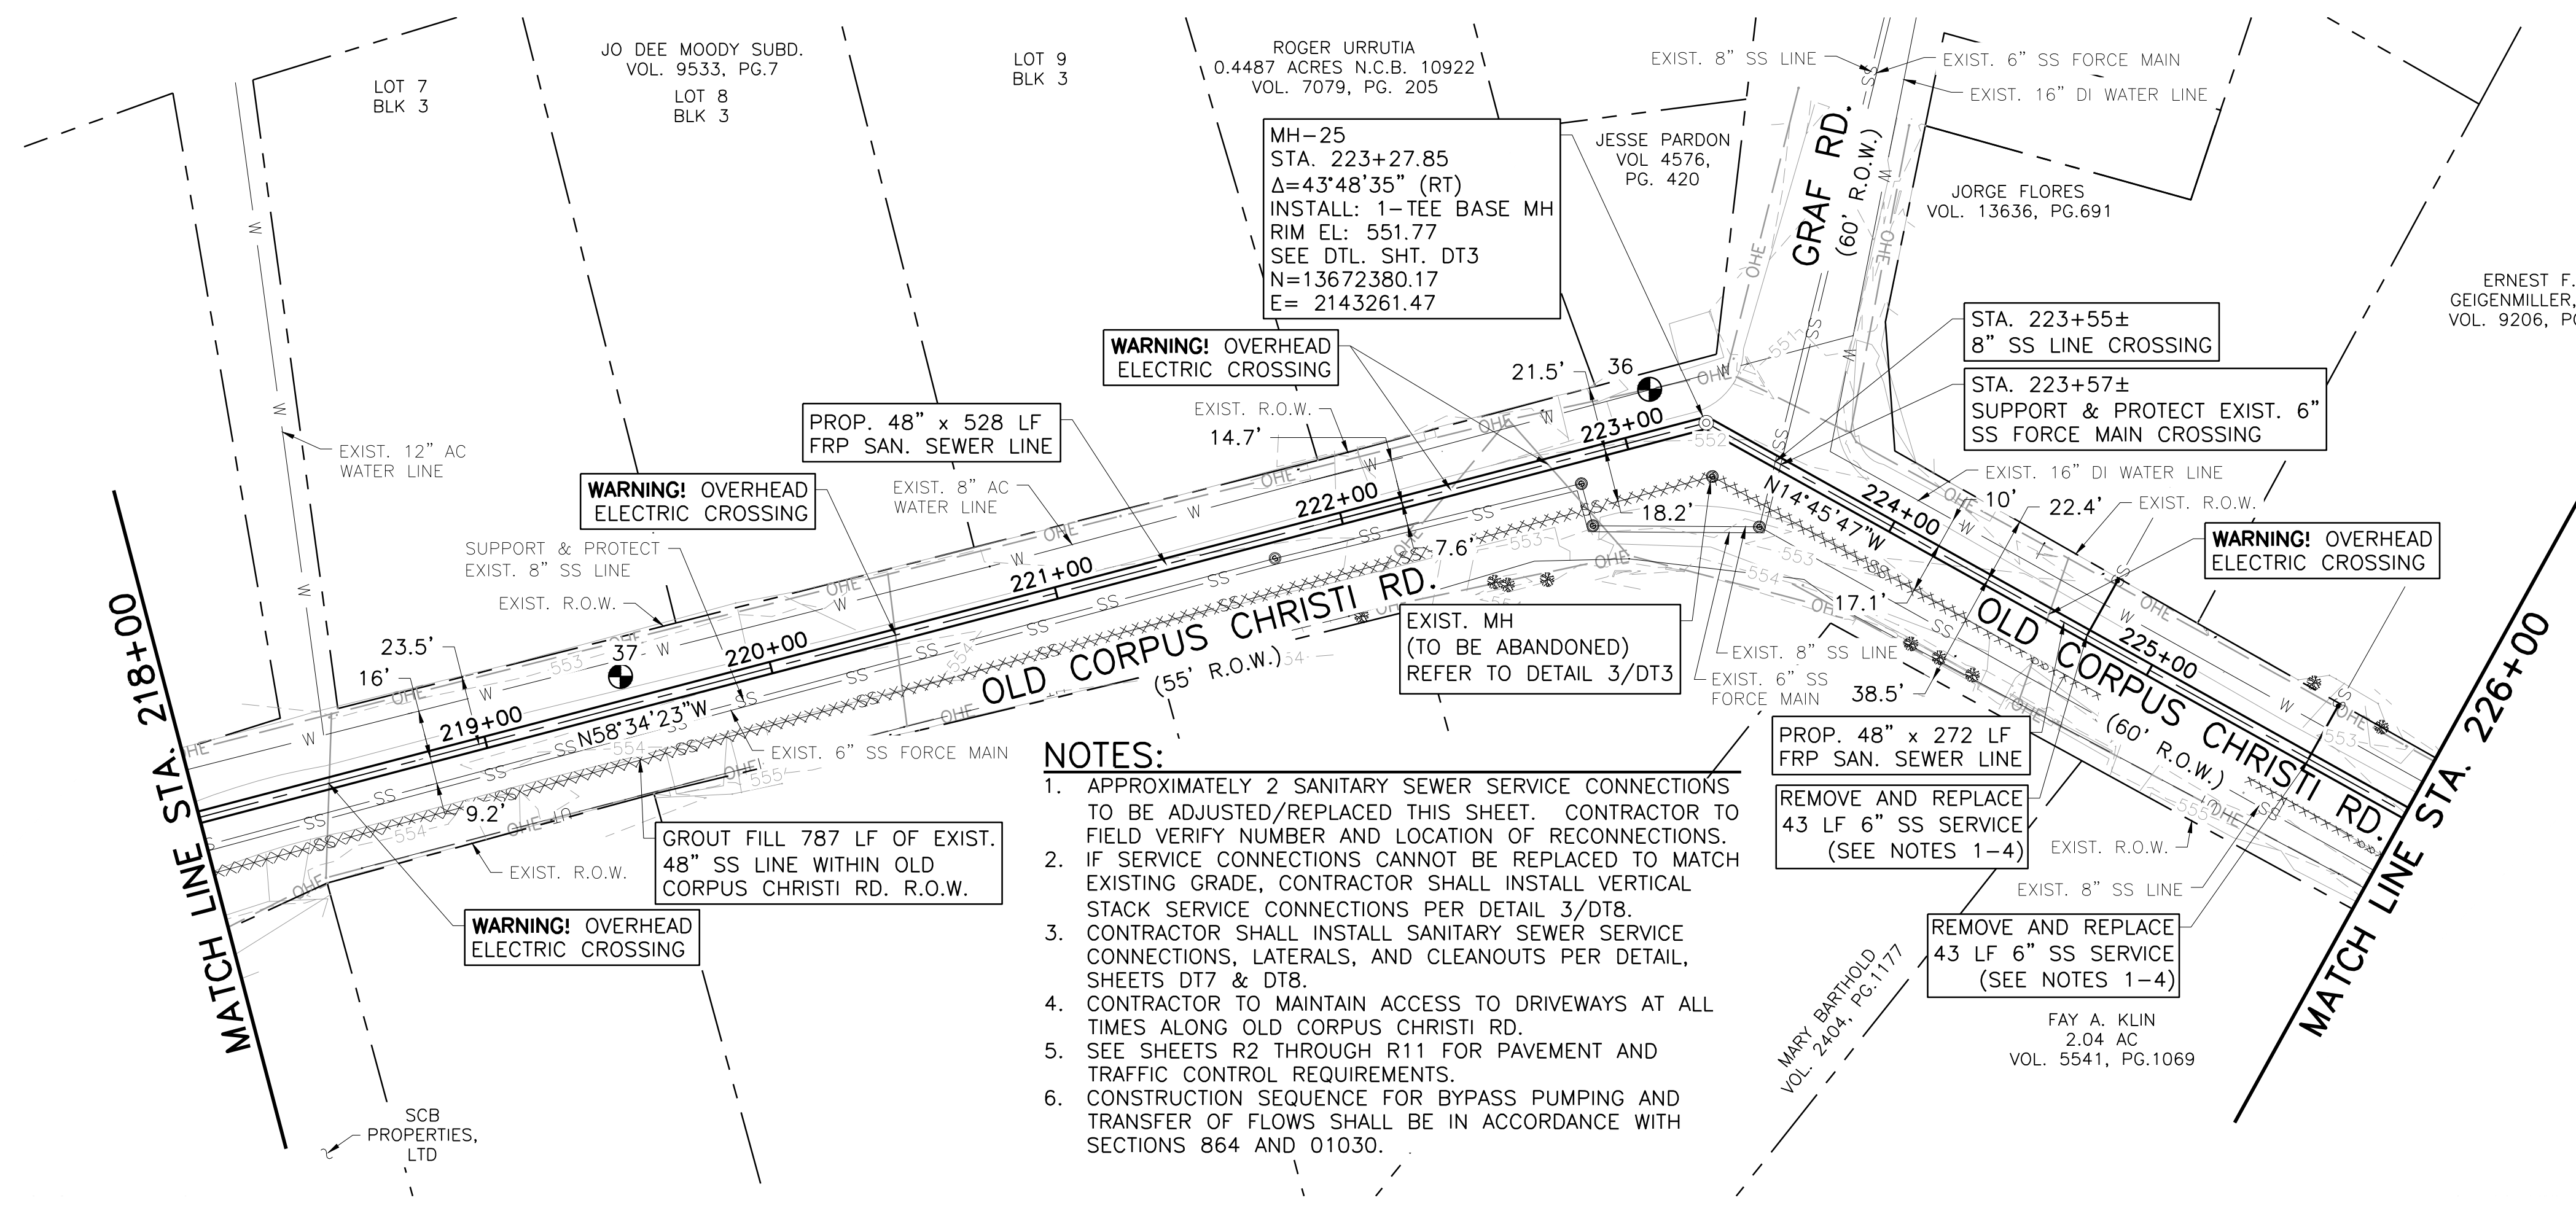 JO DEE MOODY SUBD.
VOL. 9533, PG.7
LOT 7
BLK 3
LOT 8
BLK 3
LOT 9
BLK 3
ROGER URRUTIA
0.4487 ACRES N.C.B. 10922
VOL. 7079, PG. 205
EXIST. 8" SS LINE
EXIST. 6" SS FORCE MAIN
EXIST. 16" DI WATER LINE
MH-25
STA. 223+27.85
Δ=43°48'35" (RT)
INSTALL: 1-TEE BASE MH
RIM EL: 551.77
SEE DTL. SHT. DT3
N=13672380.17
E= 2143261.47
JESSE PARDON
VOL 4576,
PG. 420
GRAF RD.
(60' R.O.W.)
JORGE FLORES
VOL. 13636, PG.691
ERNEST F.
GEIGENMILLER,
VOL. 9206,
STA. 223+55±
8" SS LINE CROSSING
STA. 223+57±
SUPPORT & PROTECT EXIST. 6"
SS FORCE MAIN CROSSING
WARNING! OVERHEAD
ELECTRIC CROSSING
21.5'
36
EXIST. R.O.W.
14.7'
223+00
552
551
PROP. 48" x 528 LF
FRP SAN. SEWER LINE
EXIST. 12" AC
WATER LINE
WARNING! OVERHEAD
ELECTRIC CROSSING
EXIST. 8" AC
WATER LINE
222+00
18.2'
7.6'
553
554
N14°45'47"W
224+00
EXIST. 16" DI WATER LINE
10'
22.4'
EXIST. R.O.W.
WARNING! OVERHEAD
ELECTRIC CROSSING
SUPPORT & PROTECT
EXIST. 8" SS LINE
EXIST. R.O.W.
221+00
220+00
37
553
23.5'
16'
219+00
N58°34'23"W
554
9.2'
554
EXIST. 6" SS FORCE MAIN
555
OLD CORPUS CHRISTI RD.
(55' R.O.W.)
EXIST. MH
(TO BE ABANDONED)
REFER TO DETAIL 3/DT3
EXIST. 8" SS LINE
EXIST. 6" SS
FORCE MAIN
17.1'
38.5'
OLD CORPUS CHRISTI RD.
(60' R.O.W.)
225+00
553
555
PROP. 48" x 272 LF
FRP SAN. SEWER LINE
REMOVE AND REPLACE
43 LF 6" SS SERVICE
(SEE NOTES 1-4)
EXIST. R.O.W.
EXIST. 8" SS LINE
REMOVE AND REPLACE
43 LF 6" SS SERVICE
(SEE NOTES 1-4)
GROUT FILL 787 LF OF EXIST.
48" SS LINE WITHIN OLD
CORPUS CHRISTI RD. R.O.W.
EXIST. R.O.W.
WARNING! OVERHEAD
ELECTRIC CROSSING
MATCH LINE STA. 218+00
MATCH LINE STA. 226+00
NOTES:
1. APPROXIMATELY 2 SANITARY SEWER SERVICE CONNECTIONS
TO BE ADJUSTED/REPLACED THIS SHEET. CONTRACTOR TO
FIELD VERIFY NUMBER AND LOCATION OF RECONNECTIONS.
2. IF SERVICE CONNECTIONS CANNOT BE REPLACED TO MATCH
EXISTING GRADE, CONTRACTOR SHALL INSTALL VERTICAL
STACK SERVICE CONNECTIONS PER DETAIL 3/DT8.
3. CONTRACTOR SHALL INSTALL SANITARY SEWER SERVICE
CONNECTIONS, LATERALS, AND CLEANOUTS PER DETAIL,
SHEETS DT7 & DT8.
4. CONTRACTOR TO MAINTAIN ACCESS TO DRIVEWAYS AT ALL
TIMES ALONG OLD CORPUS CHRISTI RD.
5. SEE SHEETS R2 THROUGH R11 FOR PAVEMENT AND
TRAFFIC CONTROL REQUIREMENTS.
6. CONSTRUCTION SEQUENCE FOR BYPASS PUMPING AND
TRANSFER OF FLOWS SHALL BE IN ACCORDANCE WITH
SECTIONS 864 AND 01030.
MARY BARTHOLD
VOL. 2404, PG.1177
FAY A. KLIN
2.04 AC
VOL. 5541, PG.1069
SCB
PROPERTIES,
LTD